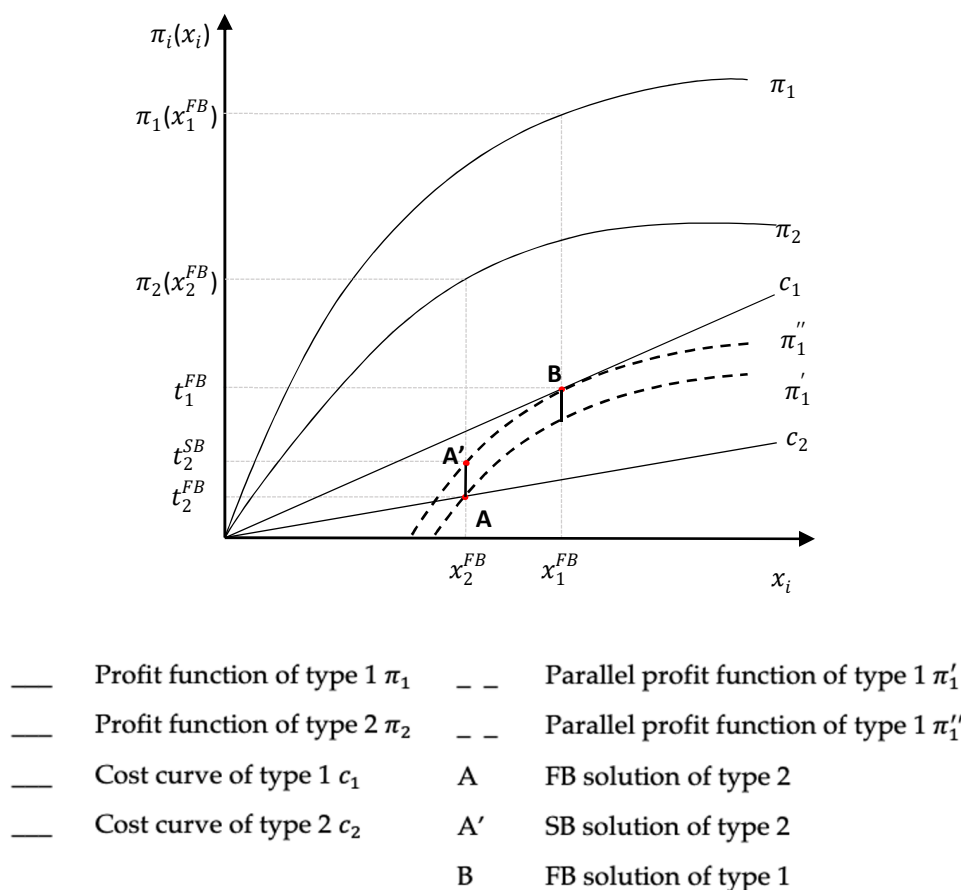 πᵢ(xᵢ)
π₁
π₁(x₁ᶠᴮ)
π₂
π₂(x₂ᶠᴮ)
c₁
π₁″
B
t₁ᶠᴮ
π₁′
c₂
A'
t₂ˢᴮ
t₂ᶠᴮ
A
x₂ᶠᴮ x₁ᶠᴮ
xᵢ
Profit function of type 1 π₁ Parallel profit function of type 1 π₁′
Profit function of type 2 π₂ Parallel profit function of type 1 π₁″
Cost curve of type 1 c₁ A FB solution of type 2
Cost curve of type 2 c₂ A′ SB solution of type 2
B FB solution of type 1